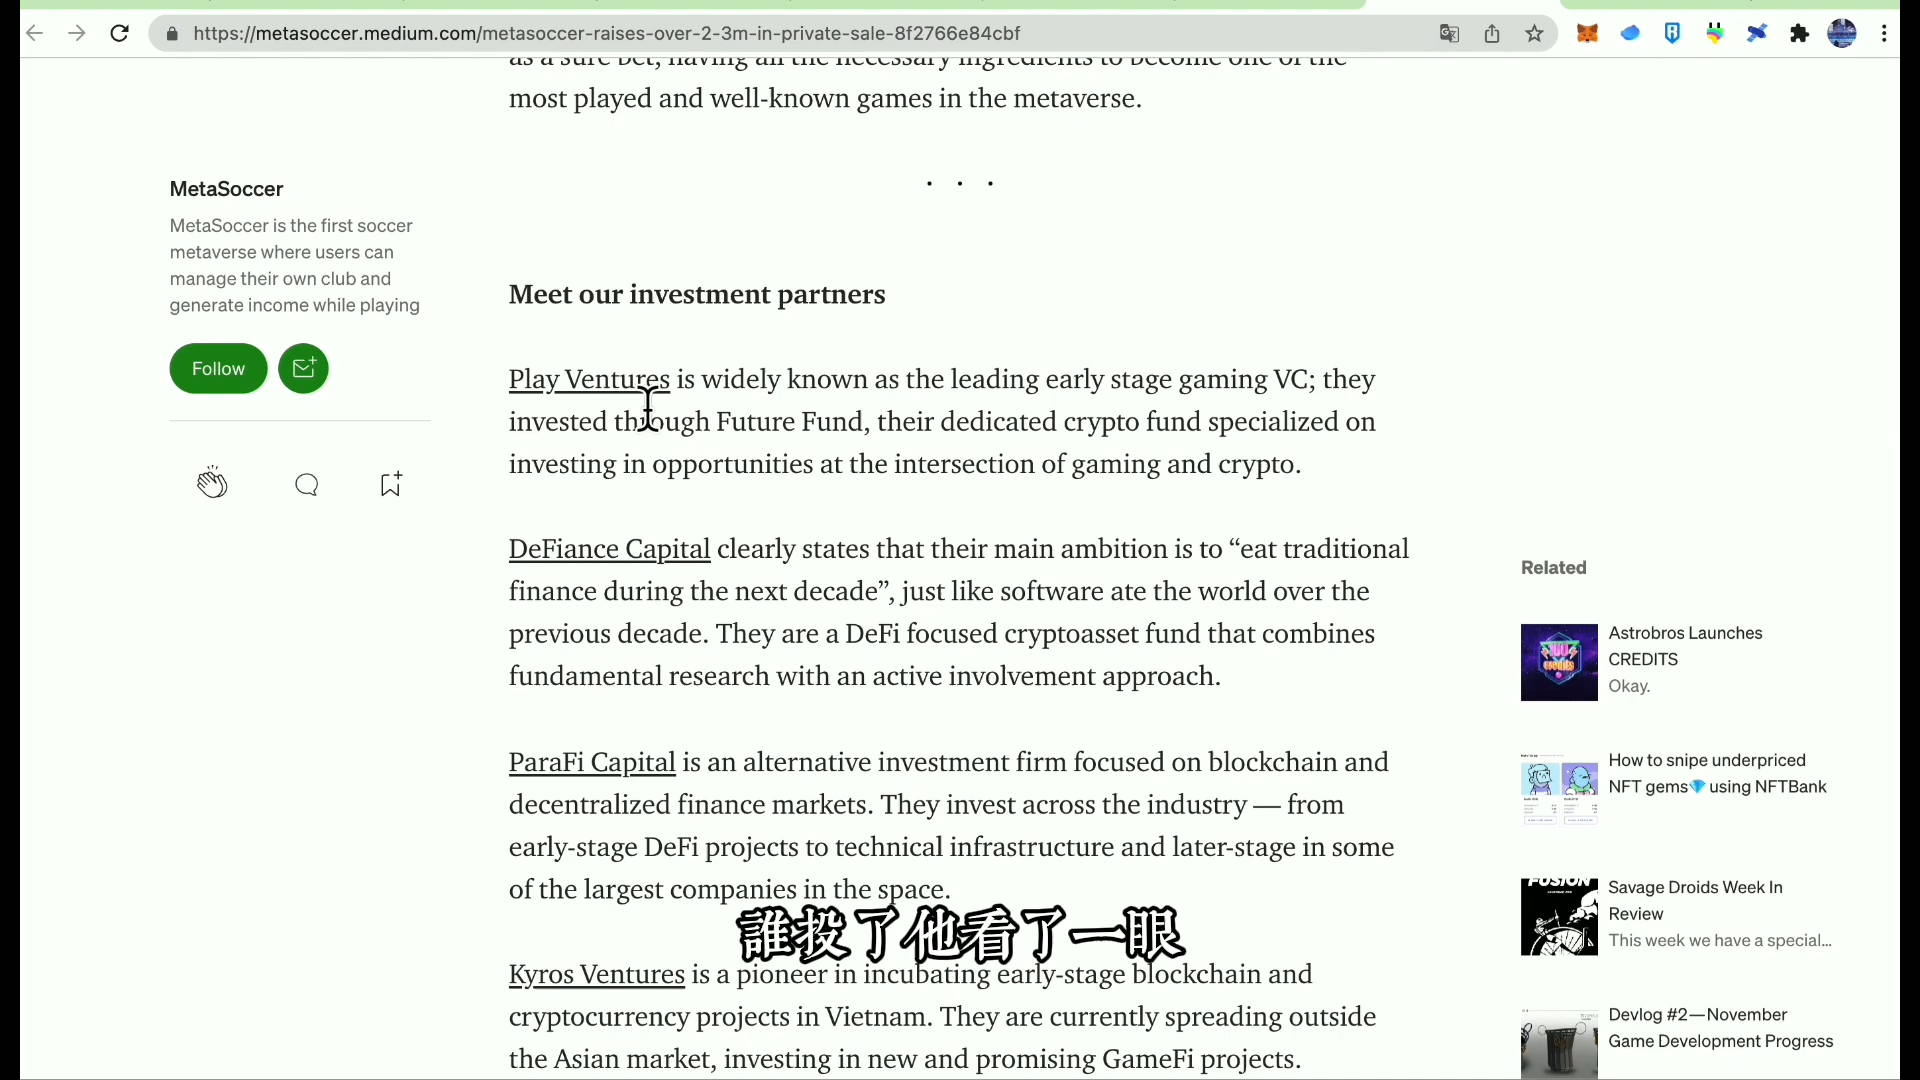 https://metasoccer.medium.com/metasoccer-raises-over-2-3m-in-private-sale-8f2766e84cbf
as a sure bet, having all the necessary ingredients to become one of the
most played and well-known games in the metaverse.
. . .
MetaSoccer
MetaSoccer is the first soccer
metaverse where users can
manage their own club and
generate income while playing
Follow
Meet our investment partners
Play Ventures is widely known as the leading early stage gaming VC; they
invested through Future Fund, their dedicated crypto fund specialized on
investing in opportunities at the intersection of gaming and crypto.
DeFiance Capital clearly states that their main ambition is to “eat traditional
finance during the next decade”, just like software ate the world over the
previous decade. They are a DeFi focused cryptoasset fund that combines
fundamental research with an active involvement approach.
ParaFi Capital is an alternative investment firm focused on blockchain and
decentralized finance markets. They invest across the industry — from
early-stage DeFi projects to technical infrastructure and later-stage in some
of the largest companies in the space.
誰投了他看了一眼
Kyros Ventures is a pioneer in incubating early-stage blockchain and
cryptocurrency projects in Vietnam. They are currently spreading outside
the Asian market, investing in new and promising GameFi projects.
Related
Astrobros Launches
CREDITS
Okay.
How to snipe underpriced
NFT gems💎 using NFTBank
Savage Droids Week In
Review
This week we have a special...
Devlog #2—November
Game Development Progress